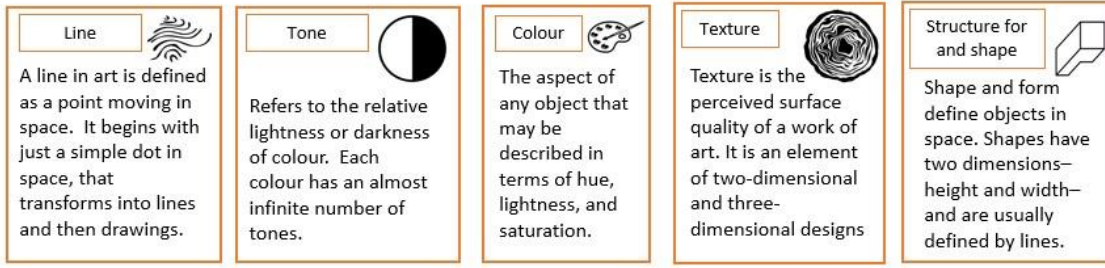 Line
A line in art is defined
as a point moving in
space. It begins with
just a simple dot in
space, that
transforms into lines
and then drawings.
Tone
Refers to the relative
lightness or darkness
of colour. Each
colour has an almost
infinite number of
tones.
Colour
The aspect of
any object that
may be
described in
terms of hue,
lightness, and
saturation.
Texture
Texture is the
perceived surface
quality of a work of
art. It is an element
of two-dimensional
and three-
dimensional designs
Structure for
and shape
Shape and form
define objects in
space. Shapes have
two dimensions–
height and width–
and are usually
defined by lines.